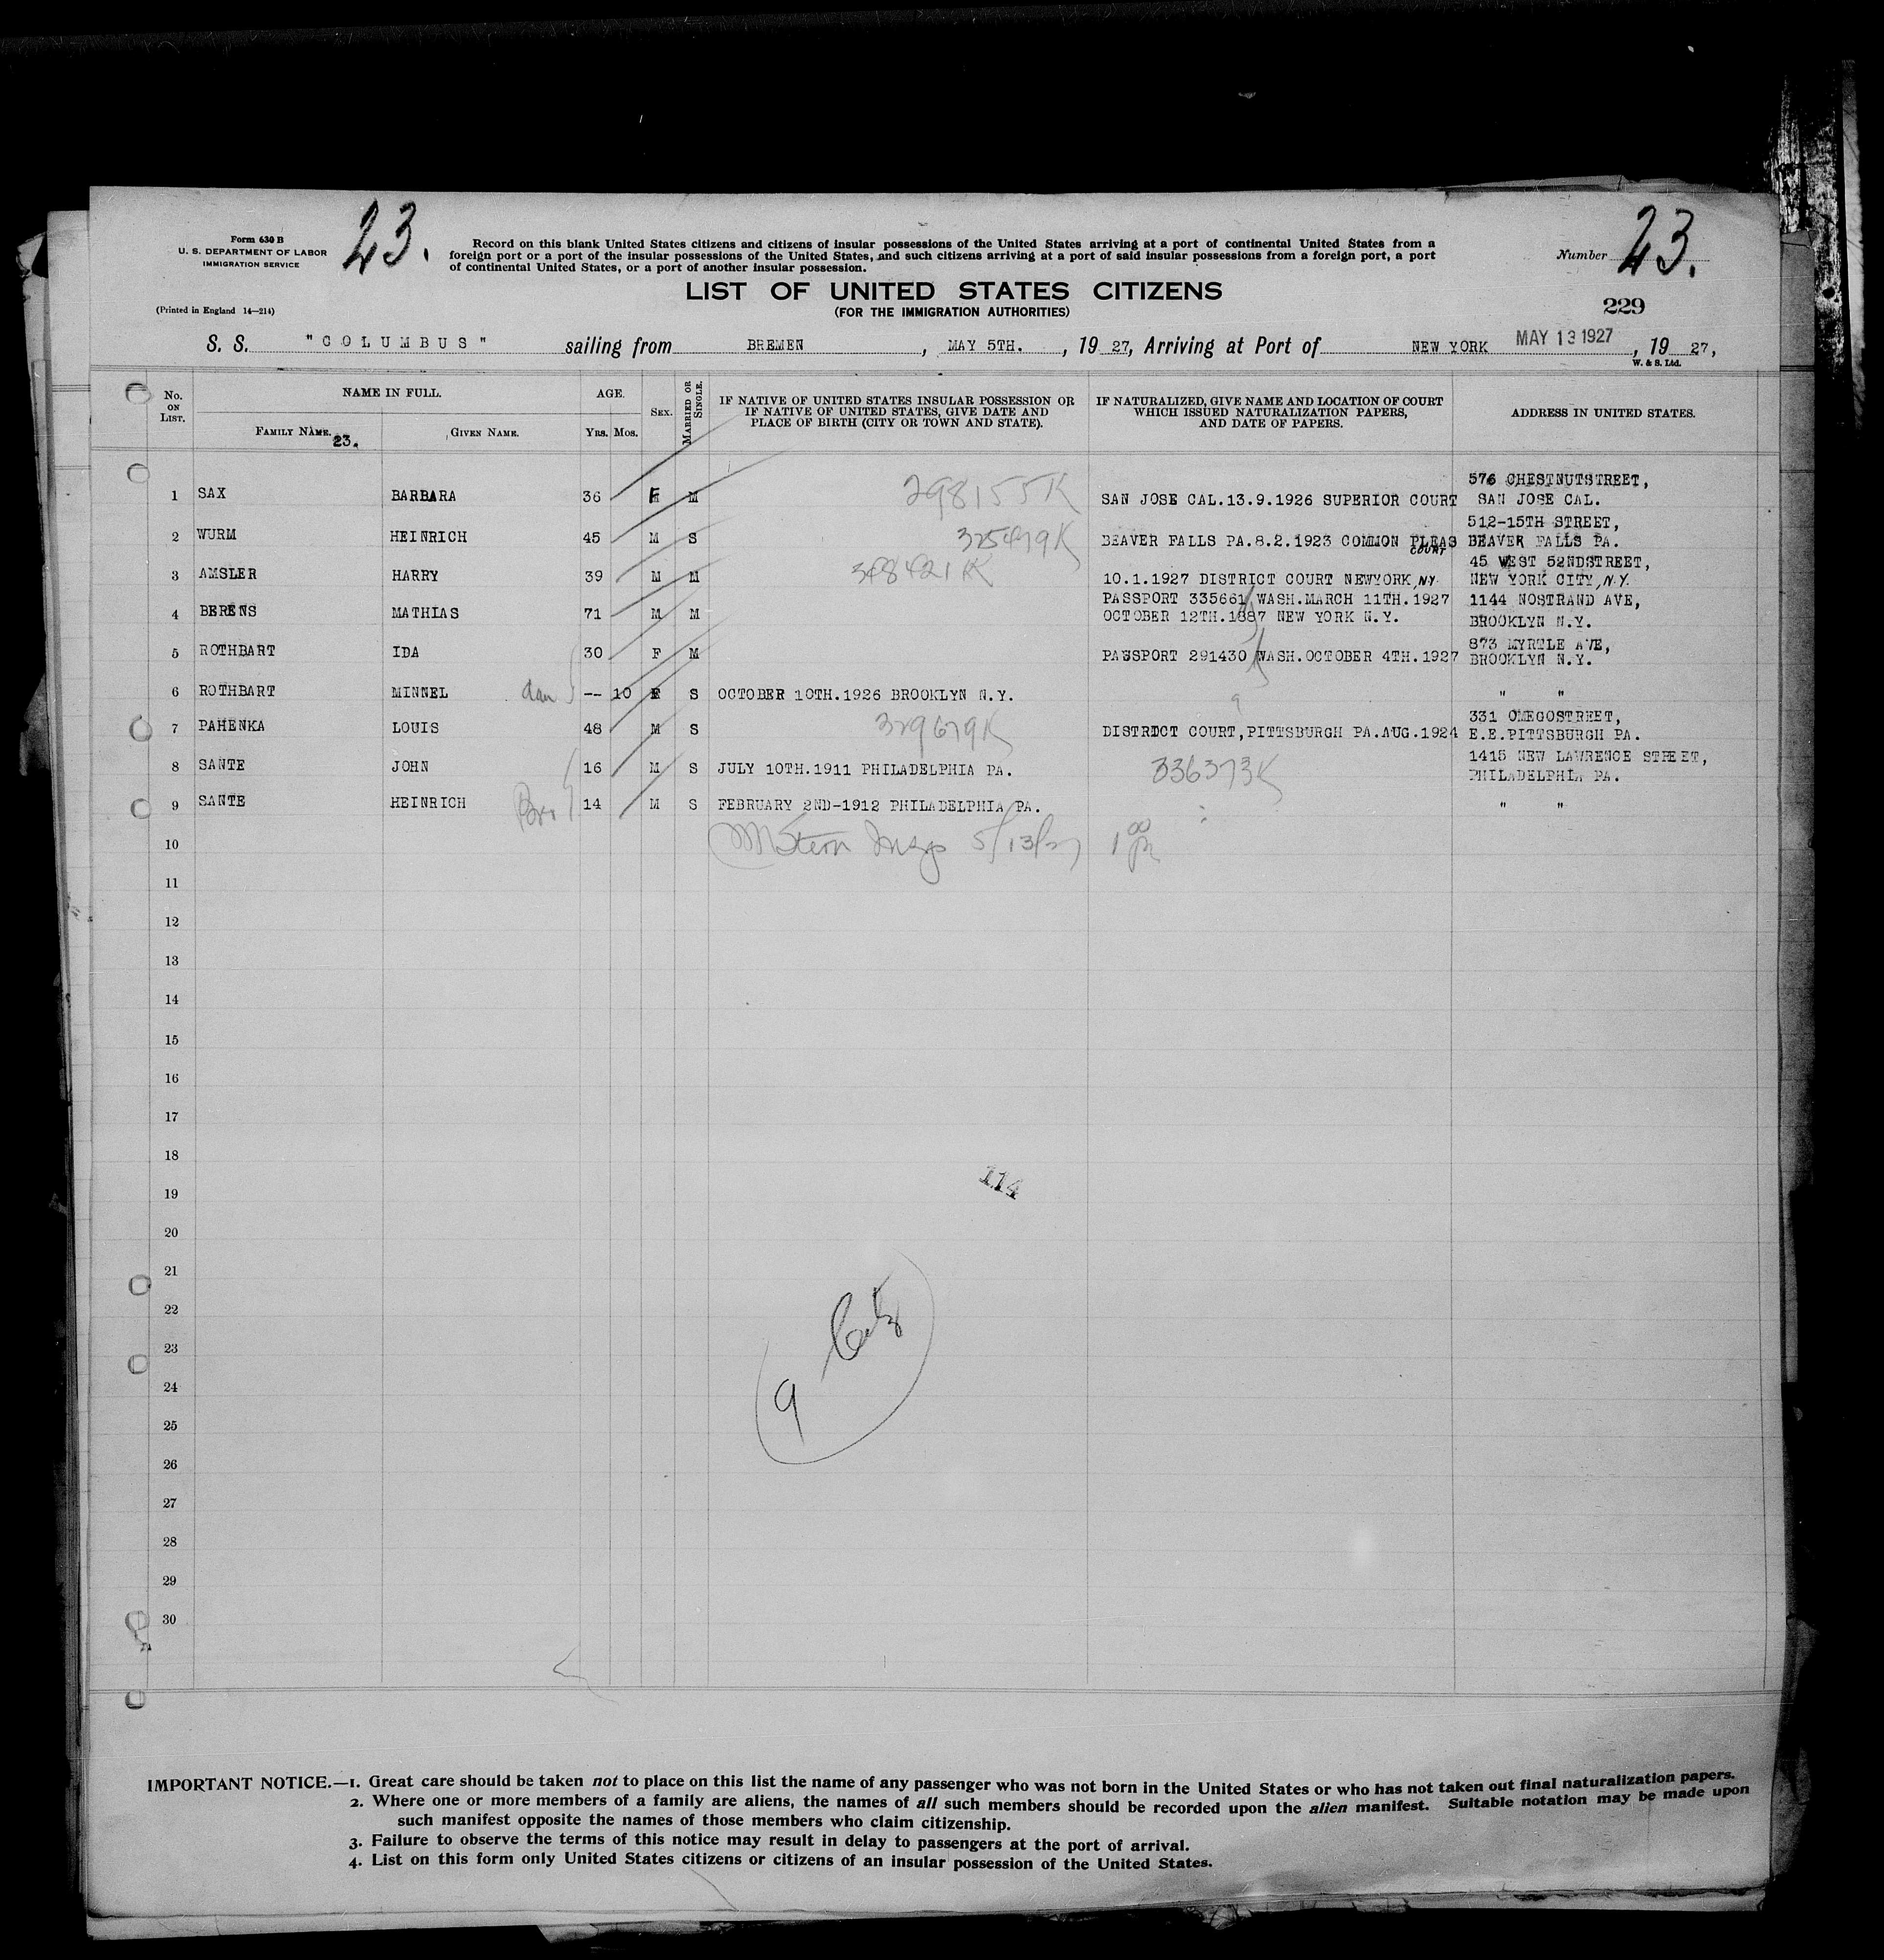 Form 630 B
U. S. DEPARTMENT OF LABOR
IMMIGRATION SERVICE
(Printed in England 14—214)
23.
Record on this blank United States citizens and citizens of insular possessions of the United States arriving at a port of continental United States from a
foreign port or a port of the insular possessions of the United States, and such citizens arriving at a port of said insular possessions from a foreign port, a port
of continental United States, or a port of another insular possession.
Number 23.
LIST OF UNITED STATES CITIZENS
(FOR THE IMMIGRATION AUTHORITIES)
229
S. S. "COLUMBUS" sailing from BREMEN, MAY 5TH., 19 27, Arriving at Port of NEW YORK MAY 13 1927, 19 27,
W. & S. Ltd.
No. ON LIST.
NAME IN FULL.
FAMILY NAME. 23.
GIVEN NAME.
AGE.
YRS. MOS.
SEX.
MARRIED OR SINGLE.
IF NATIVE OF UNITED STATES INSULAR POSSESSION OR
IF NATIVE OF UNITED STATES, GIVE DATE AND
PLACE OF BIRTH (CITY OR TOWN AND STATE).
IF NATURALIZED, GIVE NAME AND LOCATION OF COURT
WHICH ISSUED NATURALIZATION PAPERS,
AND DATE OF PAPERS.
ADDRESS IN UNITED STATES.
576 CHESTNUTSTREET,
1 SAX BARBARA 36 F M 298155K SAN JOSE CAL.13.9.1926 SUPERIOR COURT SAN JOSE CAL.
512-15TH STREET,
2 WURM HEINRICH 45 M S 325479K BEAVER FALLS PA.8.2.1923 COMMON PLEAS COURT BEAVER FALLS PA.
45 WEST 52NDSTREET,
3 AMSLER HARRY 39 M M 348421K 10.1.1927 DISTRICT COURT NEWYORK, N.Y. NEW YORK CITY, N.Y.
PASSPORT 335661 WASH.MARCH 11TH.1927 1144 NOSTRAND AVE,
4 BERENS MATHIAS 71 M M OCTOBER 12TH.1887 NEW YORK N.Y. BROOKLYN N.Y.
873 MYRTLE AVE,
5 ROTHBART IDA 30 F M PASSPORT 291430 WASH.OCTOBER 4TH.1927 BROOKLYN N.Y.
6 ROTHBART MINNEL dau -- 10 F S OCTOBER 10TH.1926 BROOKLYN N.Y. " "
331 OMEGOSTREET,
7 PAHENKA LOUIS 48 M S 329679K DISTRICT COURT, PITTSBURGH PA.AUG.1924 E.E.PITTSBURGH PA.
1415 NEW LAWRENCE STREET,
8 SANTE JOHN 16 M S JULY 10TH.1911 PHILADELPHIA PA. 336373K PHILADELPHIA PA.
9 SANTE HEINRICH Bro 14 M S FEBRUARY 2ND-1912 PHILADELPHIA PA. " "
10 M Stern Insp 5/13/27 1 00
11
12
13
14
15
16
17
18
114
19
20
21
22
23
24
9
25
26
27
28
29
30
IMPORTANT NOTICE.—1. Great care should be taken not to place on this list the name of any passenger who was not born in the United States or who has not taken out final naturalization papers.
2. Where one or more members of a family are aliens, the names of all such members should be recorded upon the alien manifest. Suitable notation may be made upon
such manifest opposite the names of those members who claim citizenship.
3. Failure to observe the terms of this notice may result in delay to passengers at the port of arrival.
4. List on this form only United States citizens or citizens of an insular possession of the United States.